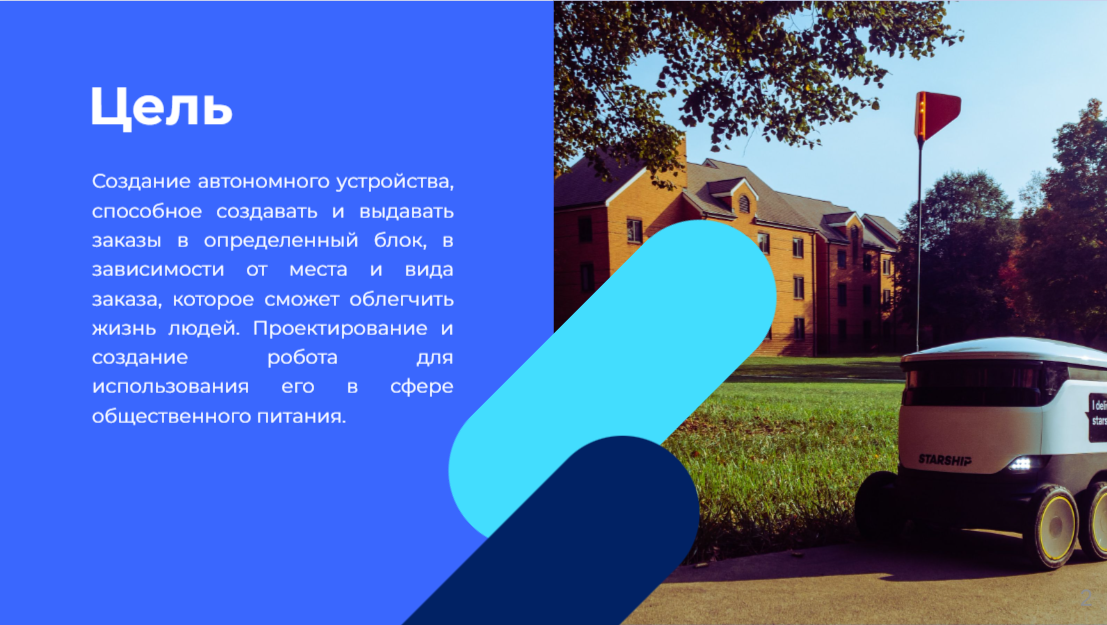 Цель
Создание автономного устройства,
способное создавать и выдавать
заказы в определенный блок, в
зависимости от места и вида
заказа, которое сможет облегчить
жизнь людей. Проектирование и
создание робота для
использования его в сфере
общественного питания.
STARSHIP
2